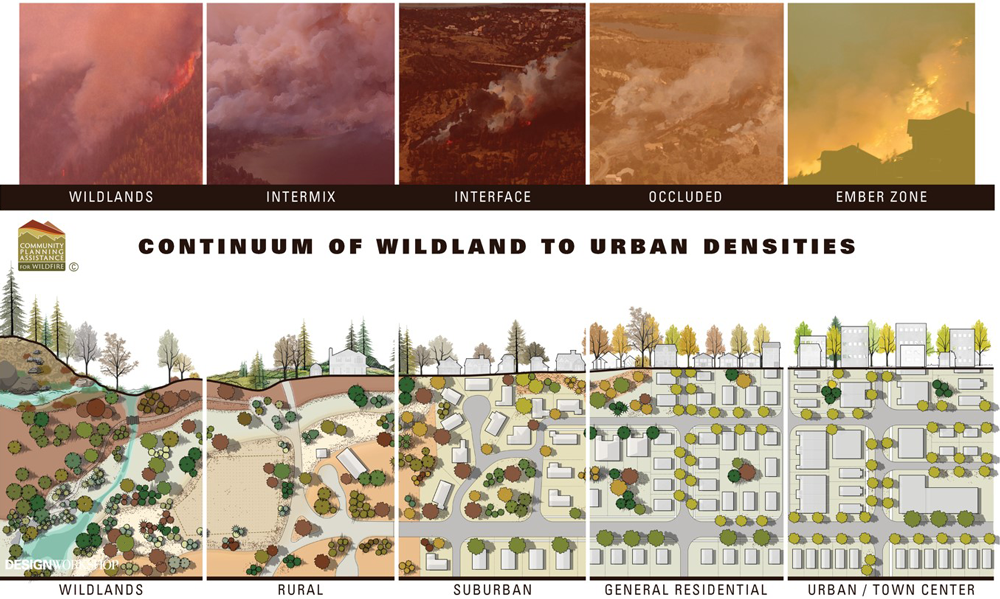 WILDLANDS
INTERMIX
INTERFACE
OCCLUDED
EMBER ZONE
COMMUNITY
PLANNING
ASSISTANCE
FOR WILDFIRE
©
CONTINUUM OF WILDLAND TO URBAN DENSITIES
DESIGNWORKSHOP
WILDLANDS
RURAL
SUBURBAN
GENERAL RESIDENTIAL
URBAN / TOWN CENTER